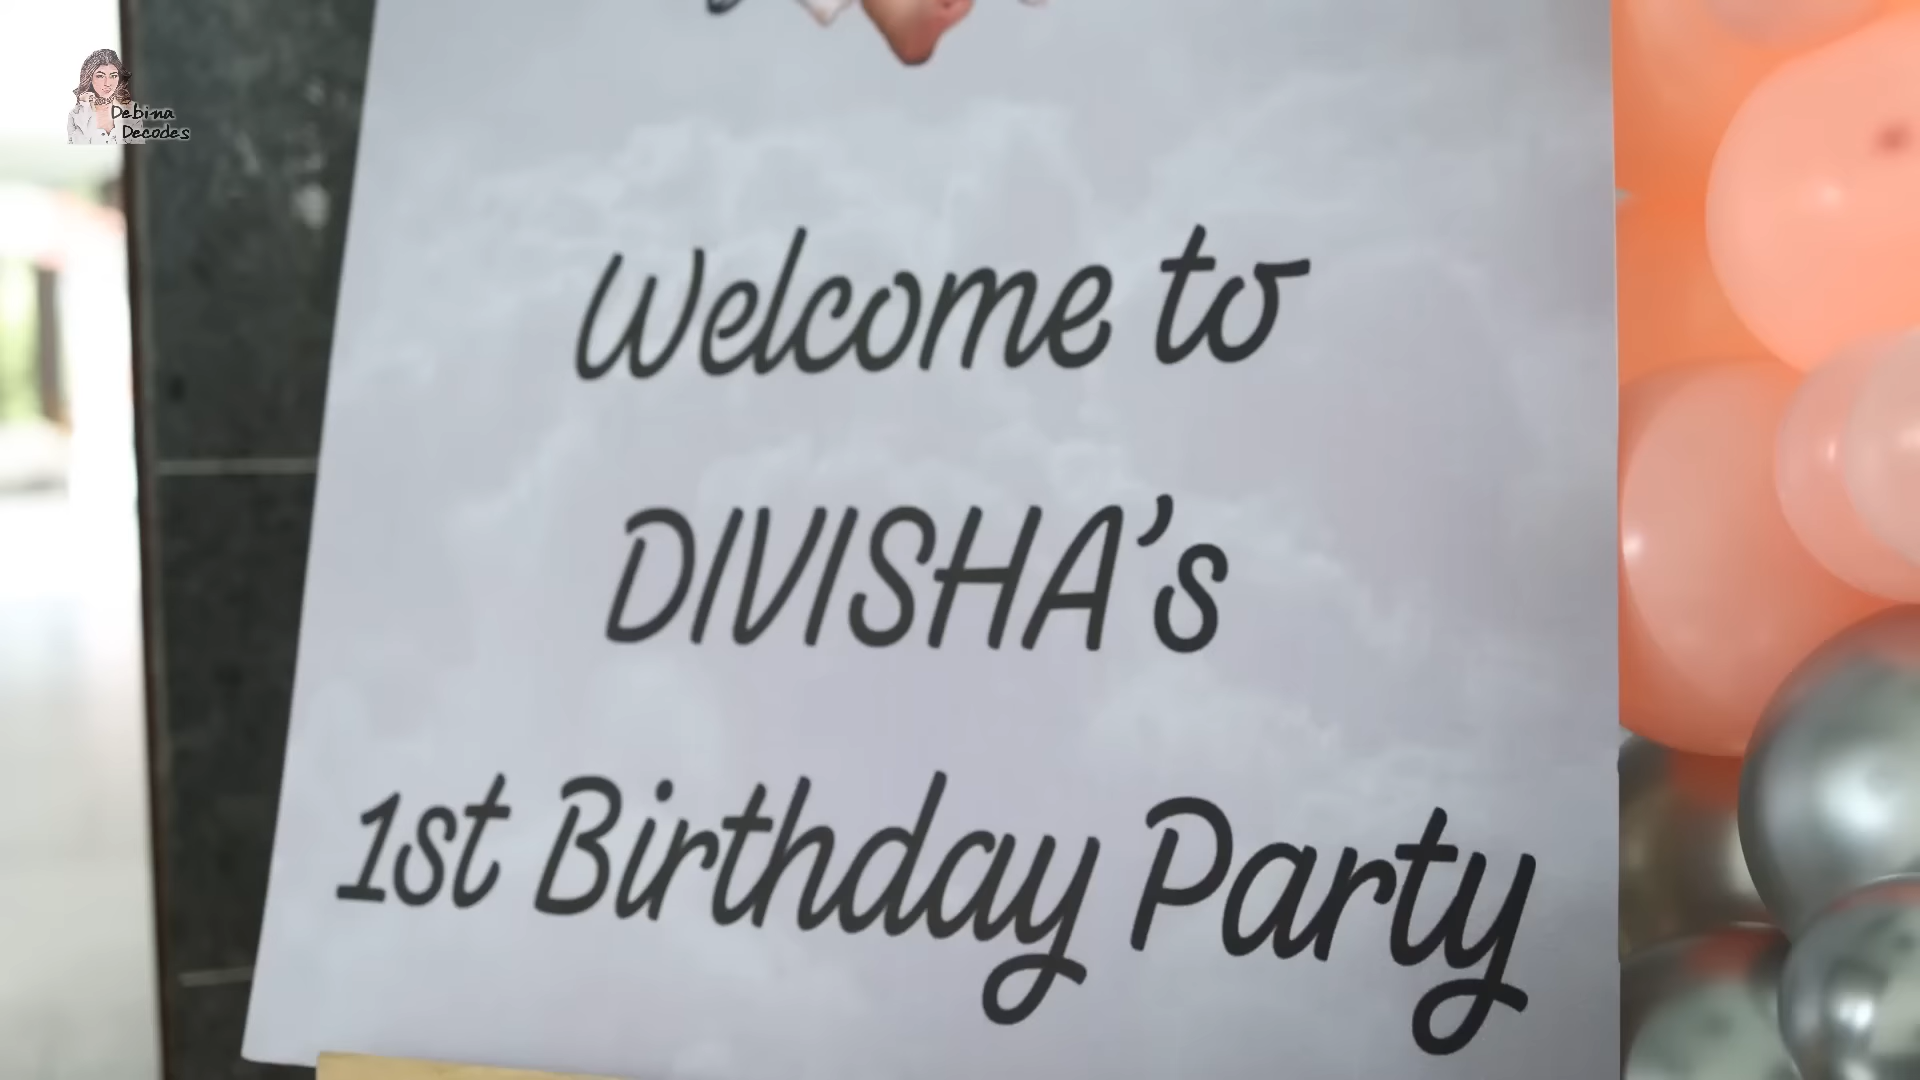 Debina
Decodes
Welcome to
DIVISHA's
1st Birthday Party